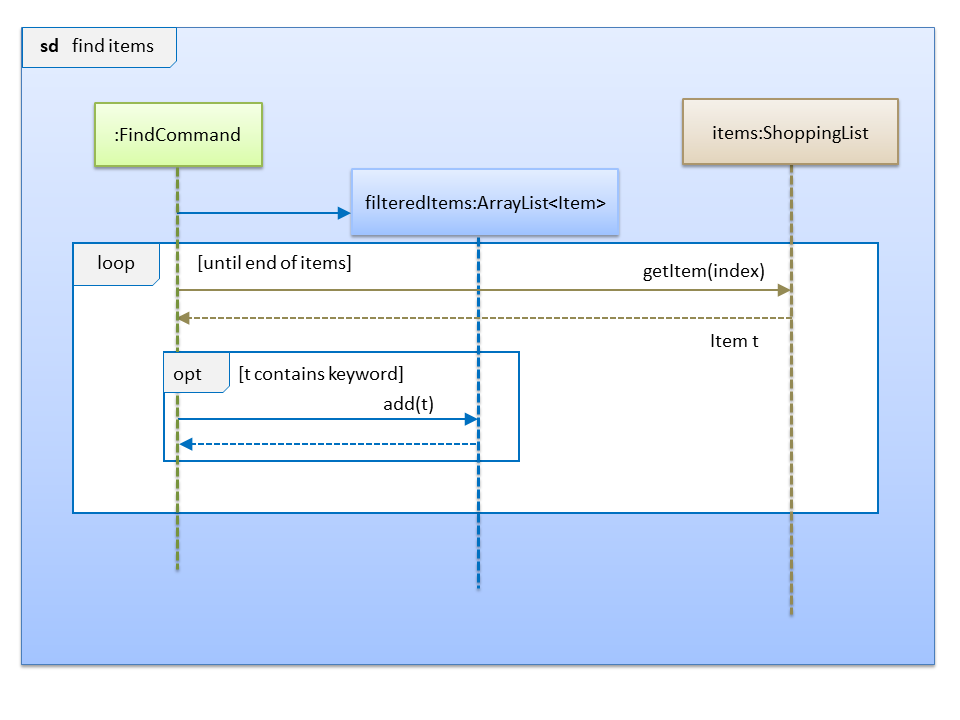 sd find items
:FindCommand
items:ShoppingList
filteredItems:ArrayList<Item>
loop
[until end of items]
getItem(index)
Item t
opt
[t contains keyword]
add(t)